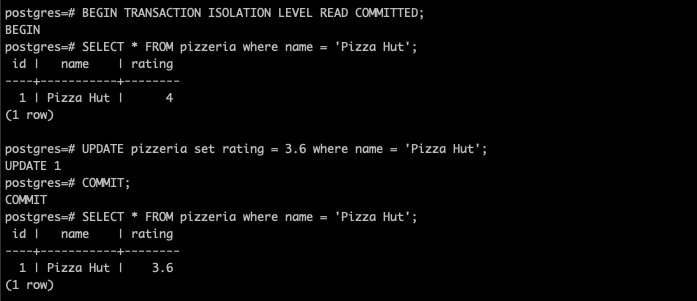 postgres=# BEGIN TRANSACTION ISOLATION LEVEL READ COMMITTED;
BEGIN
postgres=# SELECT * FROM pizzeria where name = 'Pizza Hut';
 id |   name    | rating
----+-----------+--------
  1 | Pizza Hut |      4
(1 row)

postgres=# UPDATE pizzeria set rating = 3.6 where name = 'Pizza Hut';
UPDATE 1
postgres=# COMMIT;
COMMIT
postgres=# SELECT * FROM pizzeria where name = 'Pizza Hut';
 id |   name    | rating
----+-----------+--------
  1 | Pizza Hut |    3.6
(1 row)